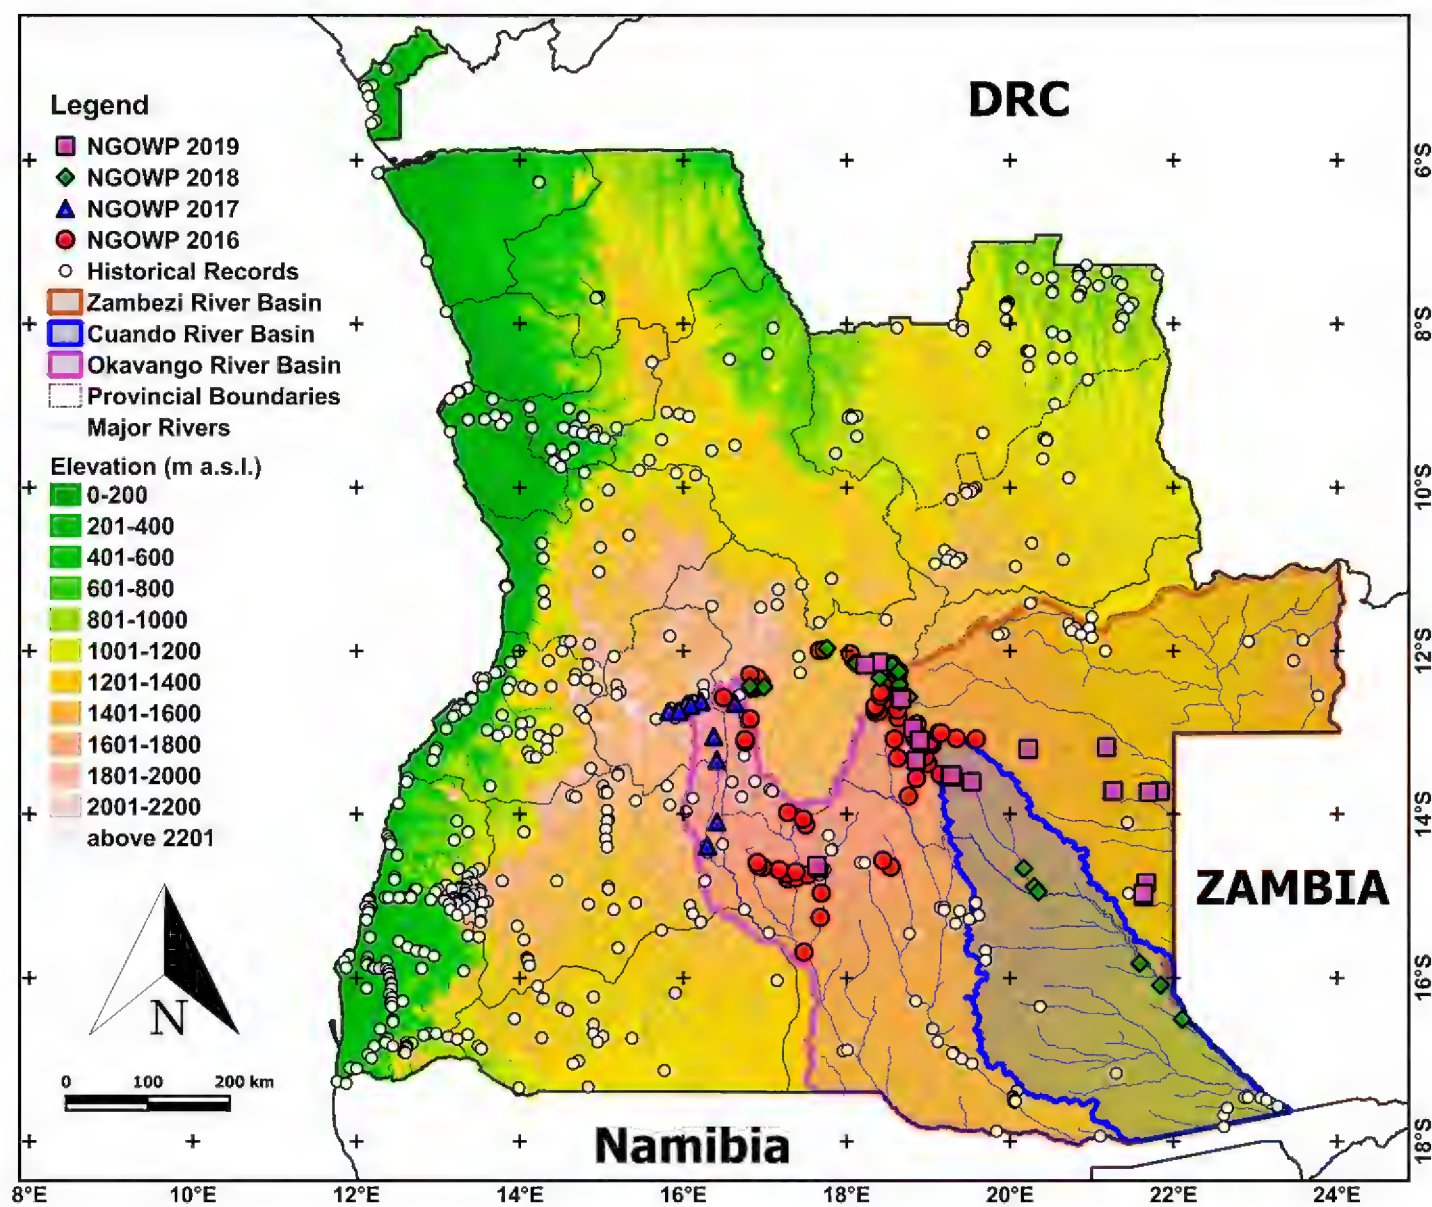 DRC
Legend
NGOWP 2019
NGOWP 2018
NGOWP 2017
NGOWP 2016
Historical Records
Zambezi River Basin
Cuando River Basin
Okavango River Basin
Provincial Boundaries
Major Rivers
Elevation (m a.s.l.)
0-200
201-400
401-600
601-800
801-1000
1001-1200
1201-1400
1401-1600
1601-1800
1801-2000
2001-2200
above 2201
N
0 100 200 km
ZAMBIA
Namibia
6°S
8°S
10°S
12°S
14°S
16°S
18°S
8°E 10°E 12°E 14°E 16°E 18°E 20°E 22°E 24°E